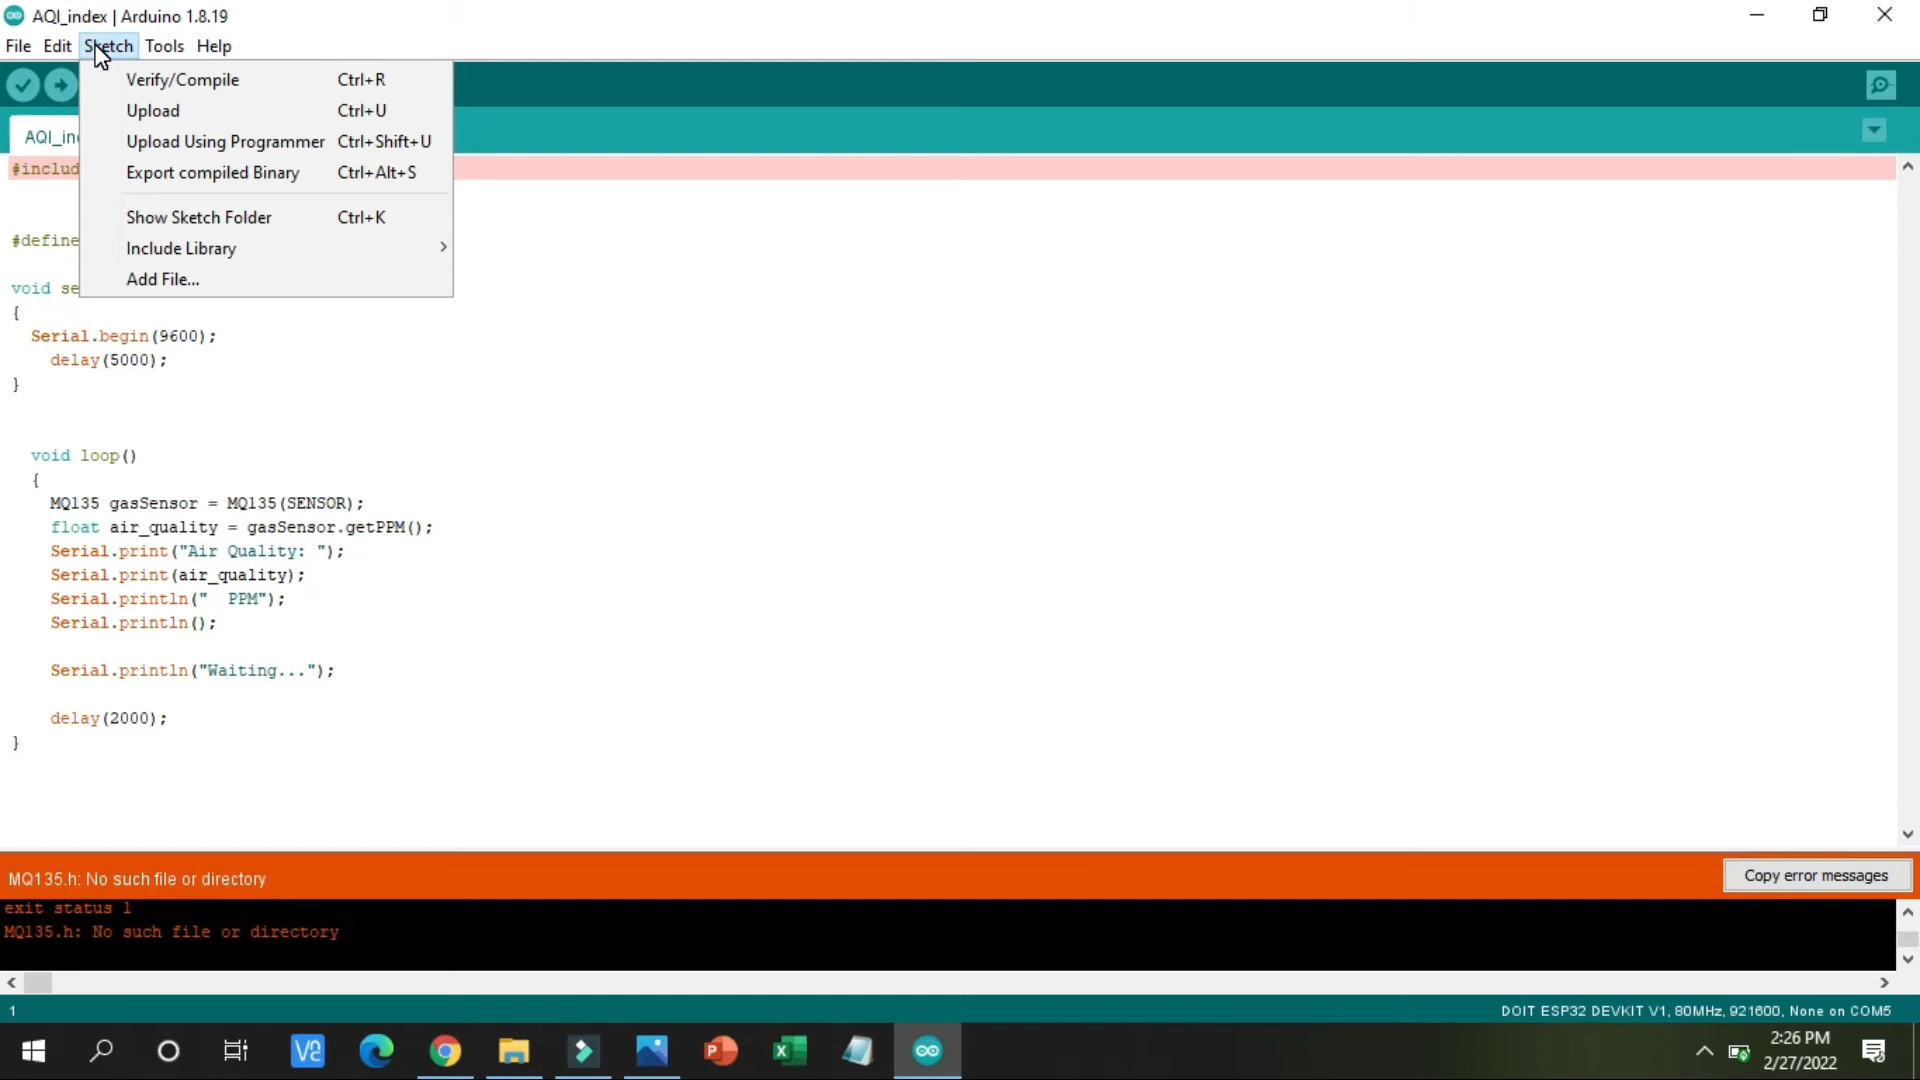 AQI_index | Arduino 1.8.19
File Edit Sketch Tools Help
Verify/Compile Ctrl+R
Upload Ctrl+U
Upload Using Programmer Ctrl+Shift+U
Export compiled Binary Ctrl+Alt+S
Show Sketch Folder Ctrl+K
Include Library
Add File...
AQI_in
#includ
#define
void se
{
Serial.begin(9600);
delay(5000);
}
void loop()
{
MQ135 gasSensor = MQ135(SENSOR);
float air_quality = gasSensor.getPPM();
Serial.print("Air Quality: ");
Serial.print(air_quality);
Serial.println("  PPM");
Serial.println();
Serial.println("Waiting...");
delay(2000);
}
MQ135.h: No such file or directory
Copy error messages
exit status 1
MQ135.h: No such file or directory
1
DOIT ESP32 DEVKIT V1, 80MHz, 921600, None on COM5
2:26 PM
2/27/2022